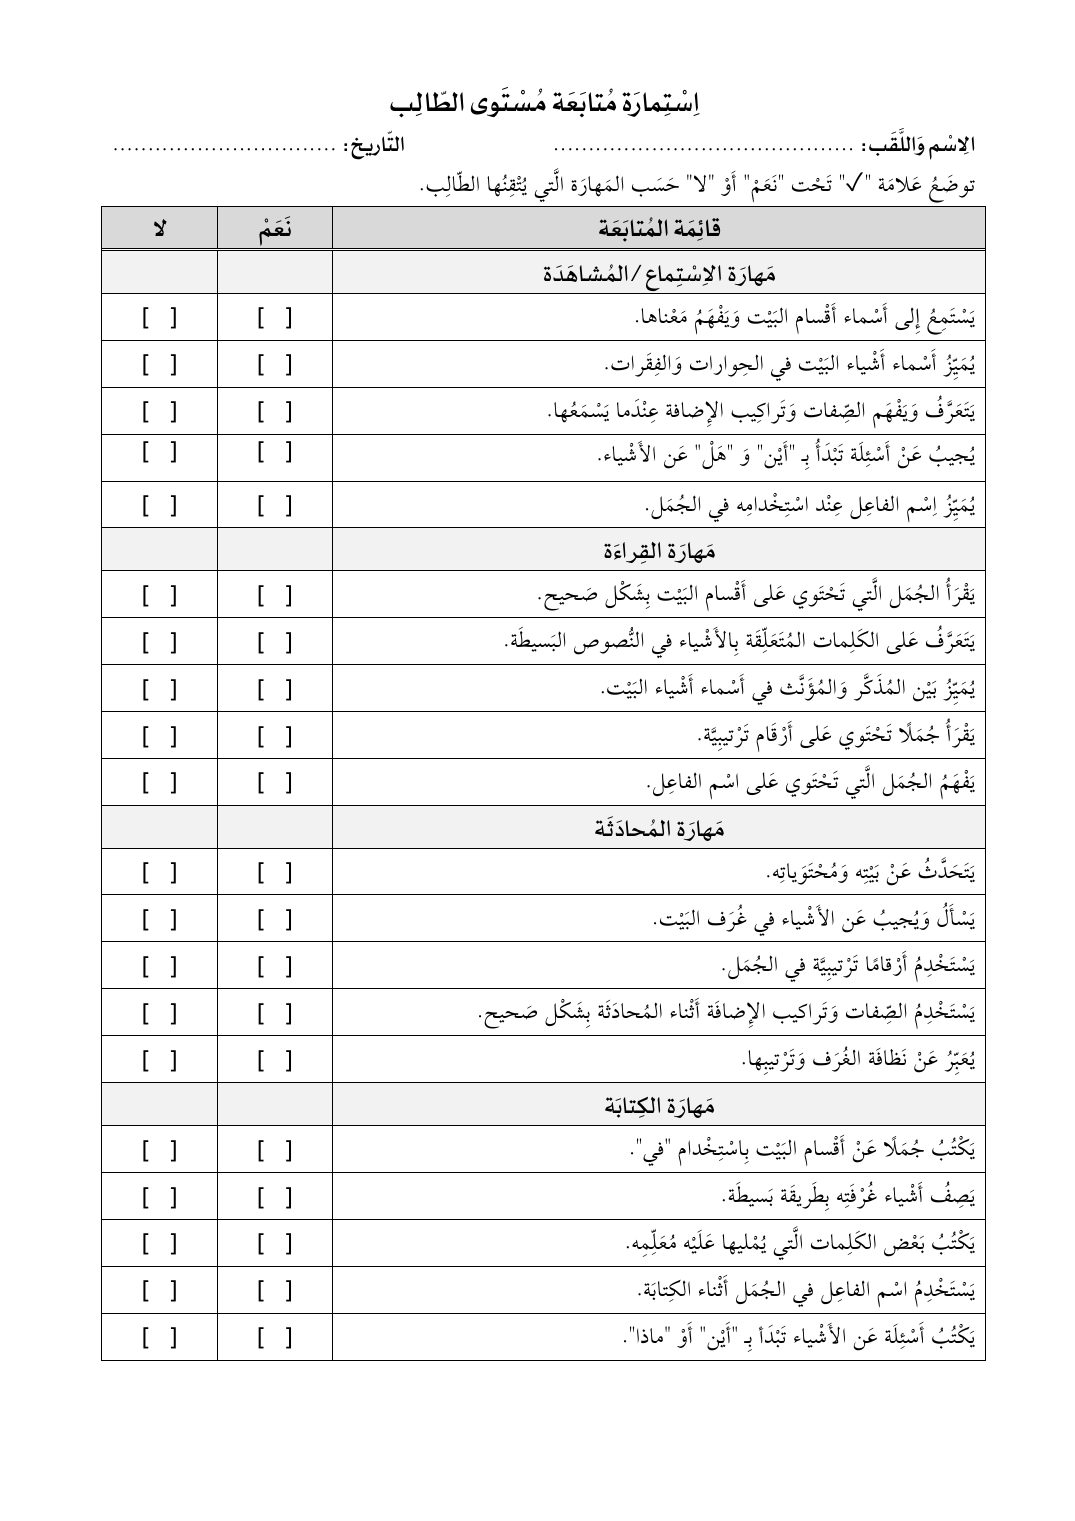 اِسْتِمارَة مُتابَعَة مُسْتَوى الطّالِب
الِاسْم وَاللَّقَب: ........................................... التّاريخ: ................................
توضَعُ عَلامَة "✓" تَحْت "نَعَمْ" أَوْ "لا" حَسَب المَهارَة الَّتي يُتْقِنُها الطّالِب.
قائِمَة المُتابَعَة نَعَمْ لا
مَهارَة الاِسْتِماع/المُشاهَدَة
يَسْتَمِعُ إِلى أَسْماء أَقْسام البَيْت وَيَفْهَمُ مَعْناها. [ ] [ ]
يُمَيِّزُ أَسْماء أَشْياء البَيْت في الحِوارات وَالفِقَرات. [ ] [ ]
يَتَعَرَّفُ وَيَفْهَم الصِّفات وَتَراكِيب الإِضافة عِنْدَما يَسْمَعُها. [ ] [ ]
يُجيبُ عَنْ أَسْئِلَة تَبْدَأُ بِـ "أَيْن" وَ "هَلْ" عَن الأَشْياء. [ ] [ ]
يُمَيِّزُ اِسْم الفاعِل عِنْد اسْتِخْدامِه في الجُمَل. [ ] [ ]
مَهارَة القِراءَة
يَقْرَأُ الجُمَل الَّتي تَحْتَوي عَلى أَقْسام البَيْت بِشَكْل صَحيح. [ ] [ ]
يَتَعَرَّفُ عَلى الكَلِمات المُتَعَلِّقَة بِالأَشْياء في النُّصوص البَسيطَة. [ ] [ ]
يُمَيِّزُ بَيْن المُذَكَّر وَالمُؤَنَّث في أَسْماء أَشْياء البَيْت. [ ] [ ]
يَقْرَأُ جُمَلًا تَحْتَوي عَلى أَرْقام تَرْتيبِيَّة. [ ] [ ]
يَفْهَمُ الجُمَل الَّتي تَحْتَوي عَلى اسْم الفاعِل. [ ] [ ]
مَهارَة المُحادَثَة
يَتَحَدَّثُ عَنْ بَيْتِه وَمُحْتَوَياتِه. [ ] [ ]
يَسْأَلُ وَيُجيبُ عَن الأَشْياء في غُرَف البَيْت. [ ] [ ]
يَسْتَخْدِمُ أَرْقامًا تَرْتيبِيَّة في الجُمَل. [ ] [ ]
يَسْتَخْدِمُ الصِّفات وَتَراكيب الإِضافَة أَثْناء المُحادَثَة بِشَكْل صَحيح. [ ] [ ]
يُعَبِّرُ عَنْ نَظافَة الغُرَف وَتَرْتيبِها. [ ] [ ]
مَهارَة الكِتابَة
يَكْتُبُ جُمَلًا عَنْ أَقْسام البَيْت بِاسْتِخْدام "في". [ ] [ ]
يَصِفُ أَشْياء غُرْفَتِه بِطَريقَة بَسيطَة. [ ] [ ]
يَكْتُبُ بَعْض الكَلِمات الَّتي يُمْليها عَلَيْه مُعَلِّمِه. [ ] [ ]
يَسْتَخْدِمُ اسْم الفاعِل في الجُمَل أَثْناء الكِتابَة. [ ] [ ]
يَكْتُبُ أَسْئِلَة عَن الأَشْياء تَبْدَأ بِـ "أَيْن" أَوْ "ماذا". [ ] [ ]